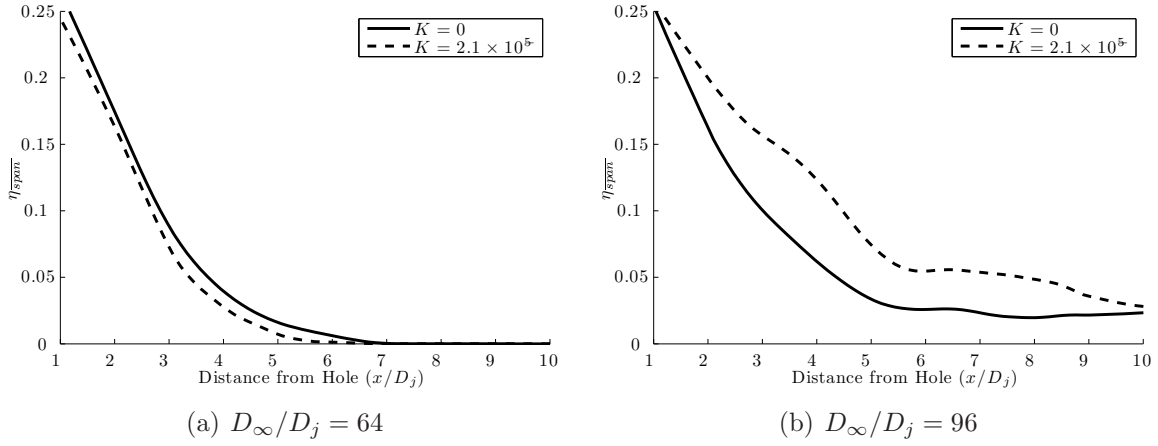 0.25
0.2
0.15
0.1
0.05
0
η_span
K = 0
K = 2.1 × 10^5-
1 2 3 4 5 6 7 8 9 10
Distance from Hole (x/D_j)
(a) D_∞/D_j = 64
0.25
0.2
0.15
0.1
0.05
0
η_span
K = 0
K = 2.1 × 10^5-
1 2 3 4 5 6 7 8 9 10
Distance from Hole (x/D_j)
(b) D_∞/D_j = 96